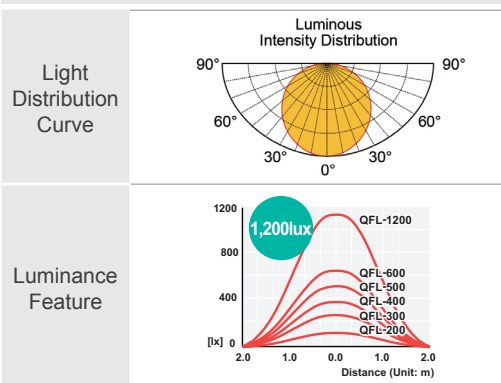 Light
Distribution
Curve
Luminous
Intensity Distribution
90°
90°
60°
60°
30°
30°
0°
Luminance
Feature
1200
800
400
[lx] 0
1,200lux
QFL-1200
QFL-600
QFL-500
QFL-400
QFL-300
QFL-200
2.0 1.0 0.0 1.0 2.0
Distance (Unit: m)